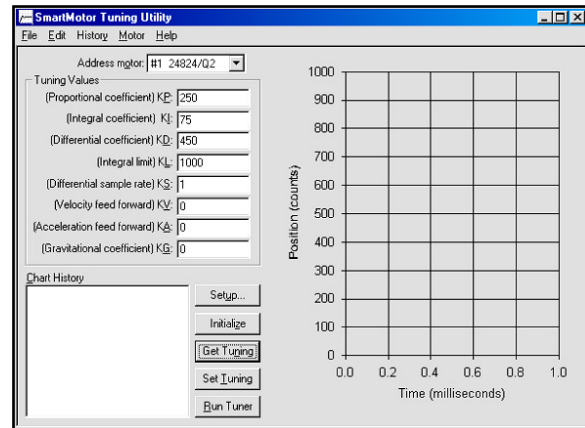 SmartMotor Tuning Utility
File Edit History Motor Help
Address motor: #1 24824/Q2
Tuning Values
(Proportional coefficient) KP: 250
(Integral coefficient) KI: 75
(Differential coefficient) KD: 450
(Integral limit) KL: 1000
(Differential sample rate) KS: 1
(Velocity feed forward) KV: 0
(Acceleration feed forward) KA: 0
(Gravitational coefficient) KG: 0
Chart History
Setup...
Initialize
Get Tuning
Set Tuning
Run Tuner
Position (counts)
1000
900
800
700
600
500
400
300
200
100
0
0.0 0.2 0.4 0.6 0.8 1.0
Time (milliseconds)